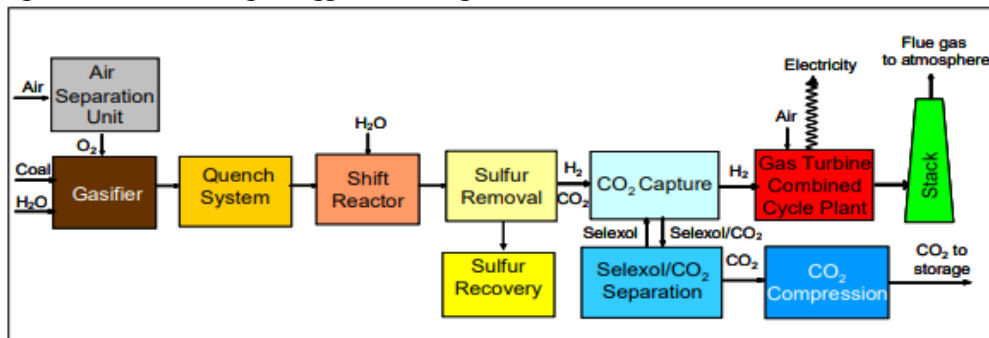 Flue gas
to atmosphere
Electricity
Air
Separation
Unit
Air
Air
H₂O
O₂
Coal
H₂O
Gasifier
Quench
System
Shift
Reactor
Sulfur
Removal
H₂
CO₂
CO₂ Capture
H₂
Gas Turbine
Combined
Cycle Plant
Stack
Selexol
Selexol/CO₂
Sulfur
Recovery
Selexol/CO₂
Separation
CO₂
CO₂
Compression
CO₂ to
storage